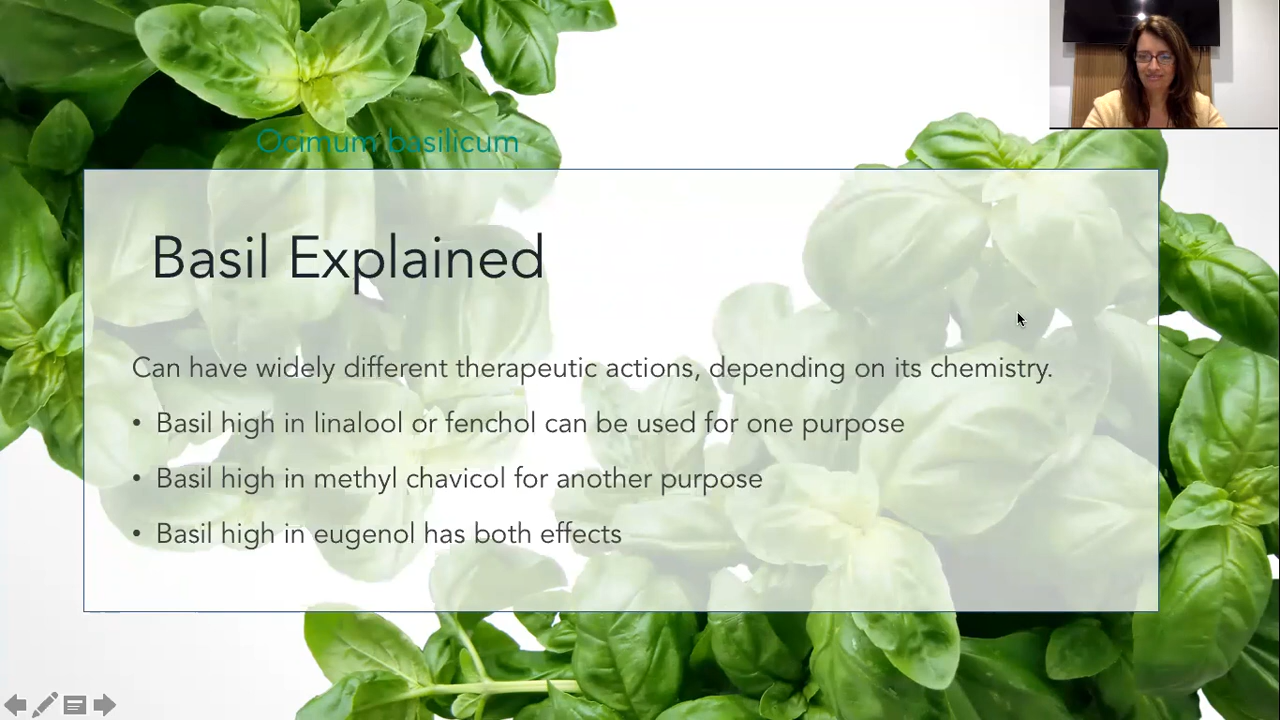 Ocimum basilicum
Basil Explained
Can have widely different therapeutic actions, depending on its chemistry.
• Basil high in linalool or fenchol can be used for one purpose
• Basil high in methyl chavicol for another purpose
• Basil high in eugenol has both effects